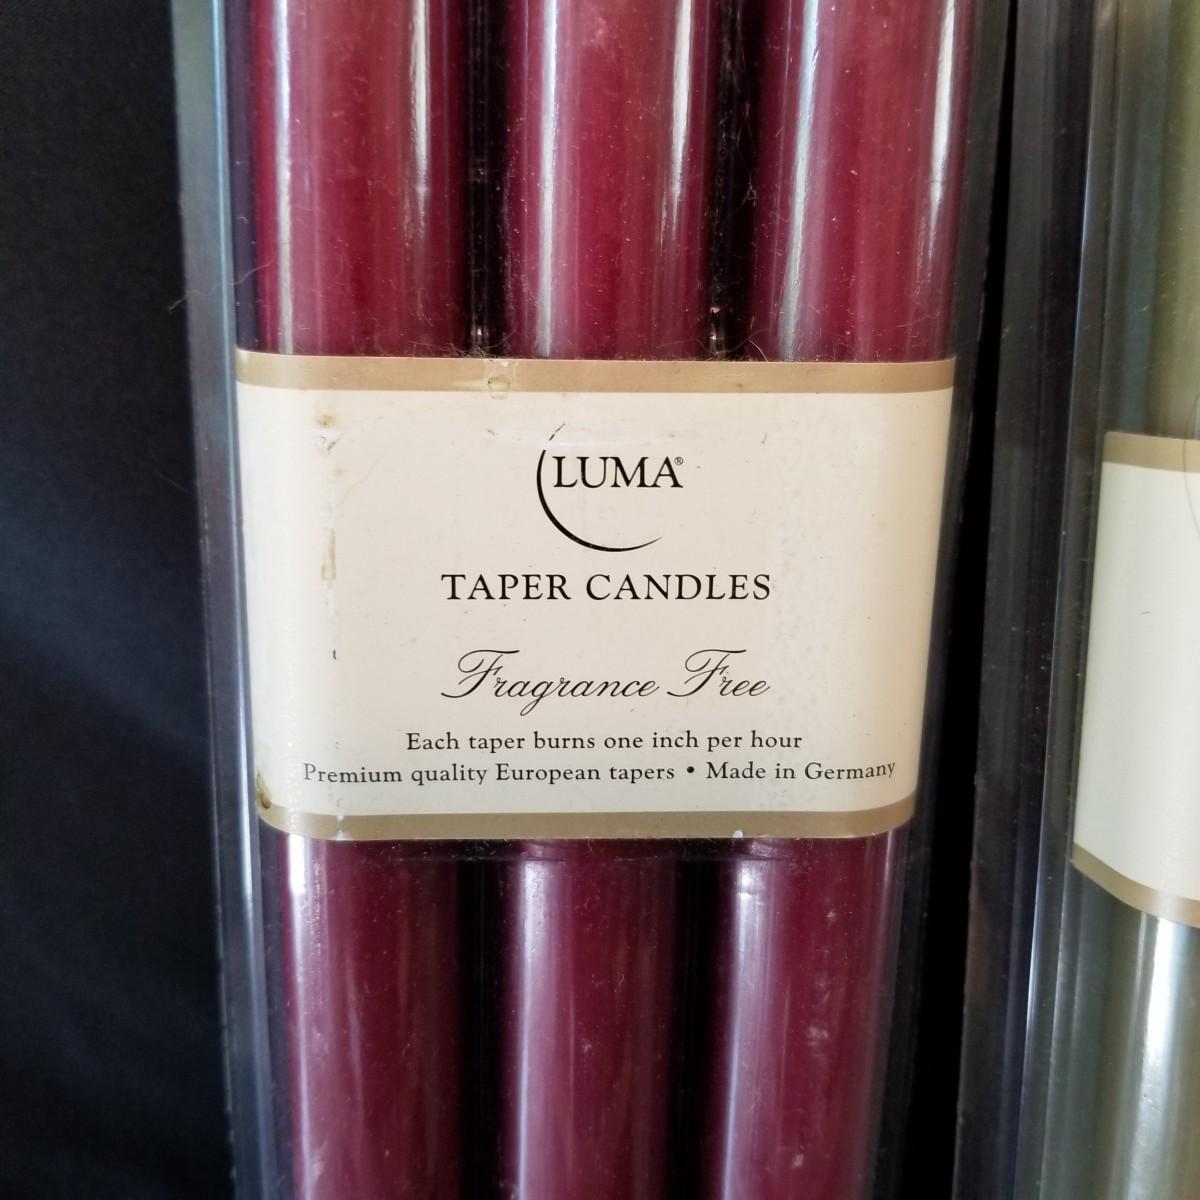 LUMA®
TAPER CANDLES
Fragrance Free
Each taper burns one inch per hour
Premium quality European tapers • Made in Germany